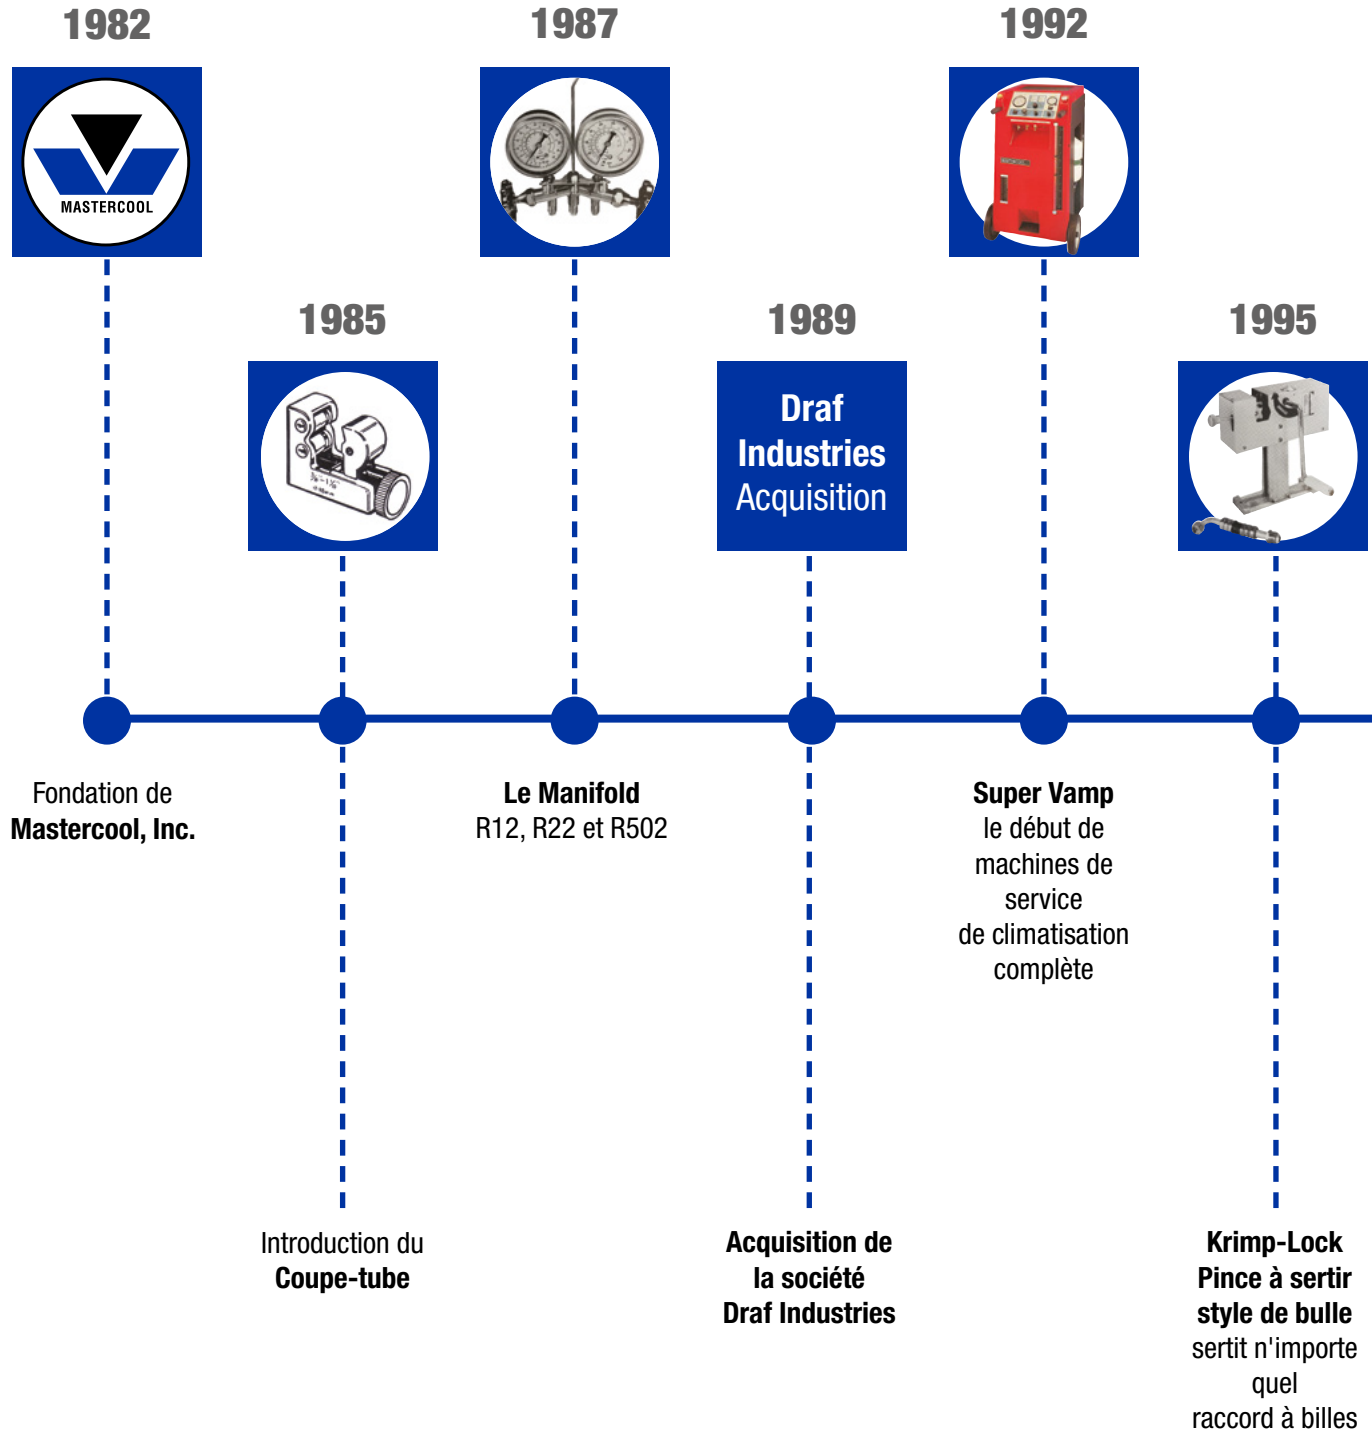 1982
1987
1992
MASTERCOOL
1985
1989
1995
Draf
Industries
Acquisition
Fondation de
Mastercool, Inc.
Le Manifold
R12, R22 et R502
Super Vamp
le début de
machines de
service
de climatisation
complète
Introduction du
Coupe-tube
Acquisition de
la société
Draf Industries
Krimp-Lock
Pince à sertir
style de bulle
sertit n'importe
quel
raccord à billes